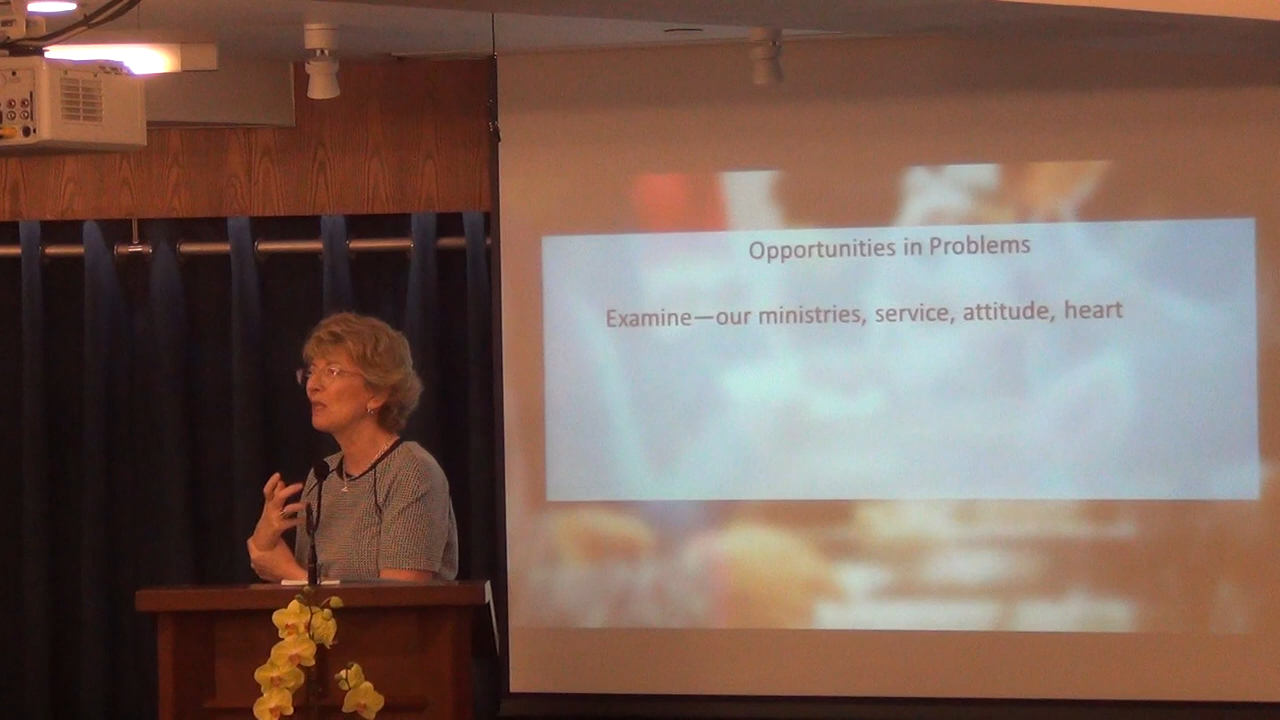 Opportunities in Problems
Examine—our ministries, service, attitude, heart